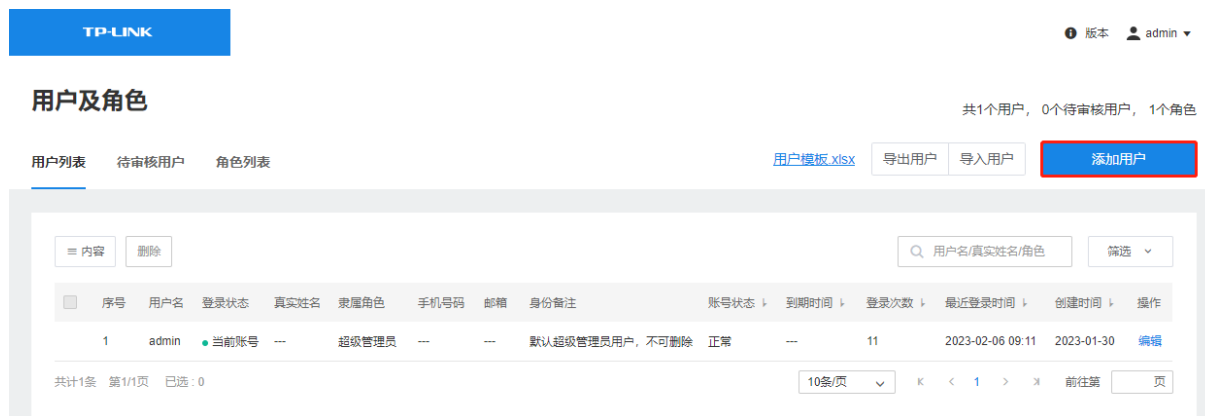 TP-LINK 版本 admin
用户及角色
共1个用户, 0个待审核用户, 1个角色
用户列表 待审核用户 角色列表 用户模板.xlsx 导出用户 导入用户 添加用户
内容 删除 用户名/真实姓名/角色 筛选
序号 用户名 登录状态 真实姓名 隶属角色 手机号码 邮箱 身份备注 账号状态 到期时间 登录次数 最近登录时间 创建时间 操作
1 admin 当前账号 --- 超级管理员 --- --- 默认超级管理员用户，不可删除 正常 --- 11 2023-02-06 09:11 2023-01-30 编辑
共计1条 第1/1页 已选 : 0 10条/页 1 前往第 页